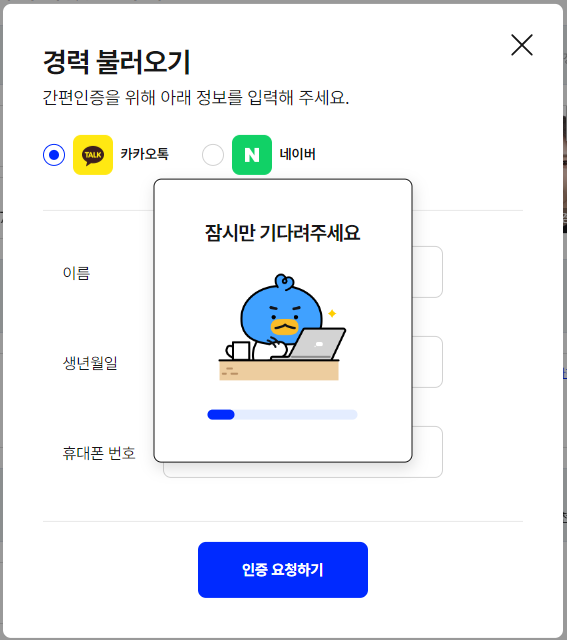 경력 불러오기
간편인증을 위해 아래 정보를 입력해 주세요.
TALK 카카오톡 N 네이버
잠시만 기다려주세요
이름
생년월일
휴대폰 번호
인증 요청하기